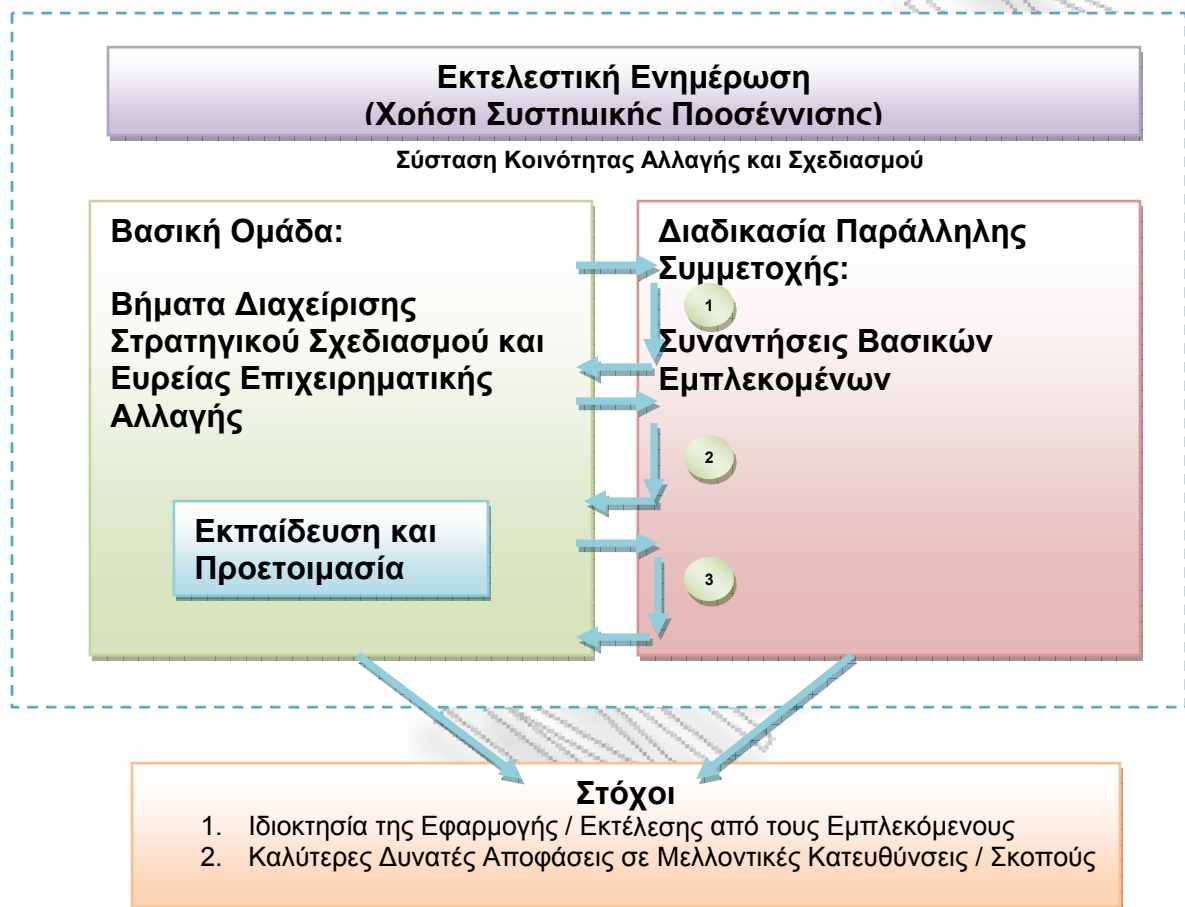 Εκτελεστική Ενημέρωση
(Χρήση Συστημικής Προσέγγισης)
Σύσταση Κοινότητας Αλλαγής και Σχεδιασμού
Βασική Ομάδα:
Βήματα Διαχείρισης
Στρατηγικού Σχεδιασμού και
Ευρείας Επιχειρηματικής
Αλλαγής
Εκπαίδευση και
Προετοιμασία
Διαδικασία Παράλληλης
Συμμετοχής:
1
Συναντήσεις Βασικών
Εμπλεκομένων
2
3
Στόχοι
1. Ιδιοκτησία της Εφαρμογής / Εκτέλεσης από τους Εμπλεκόμενους
2. Καλύτερες Δυνατές Αποφάσεις σε Μελλοντικές Κατευθύνσεις / Σκοπούς